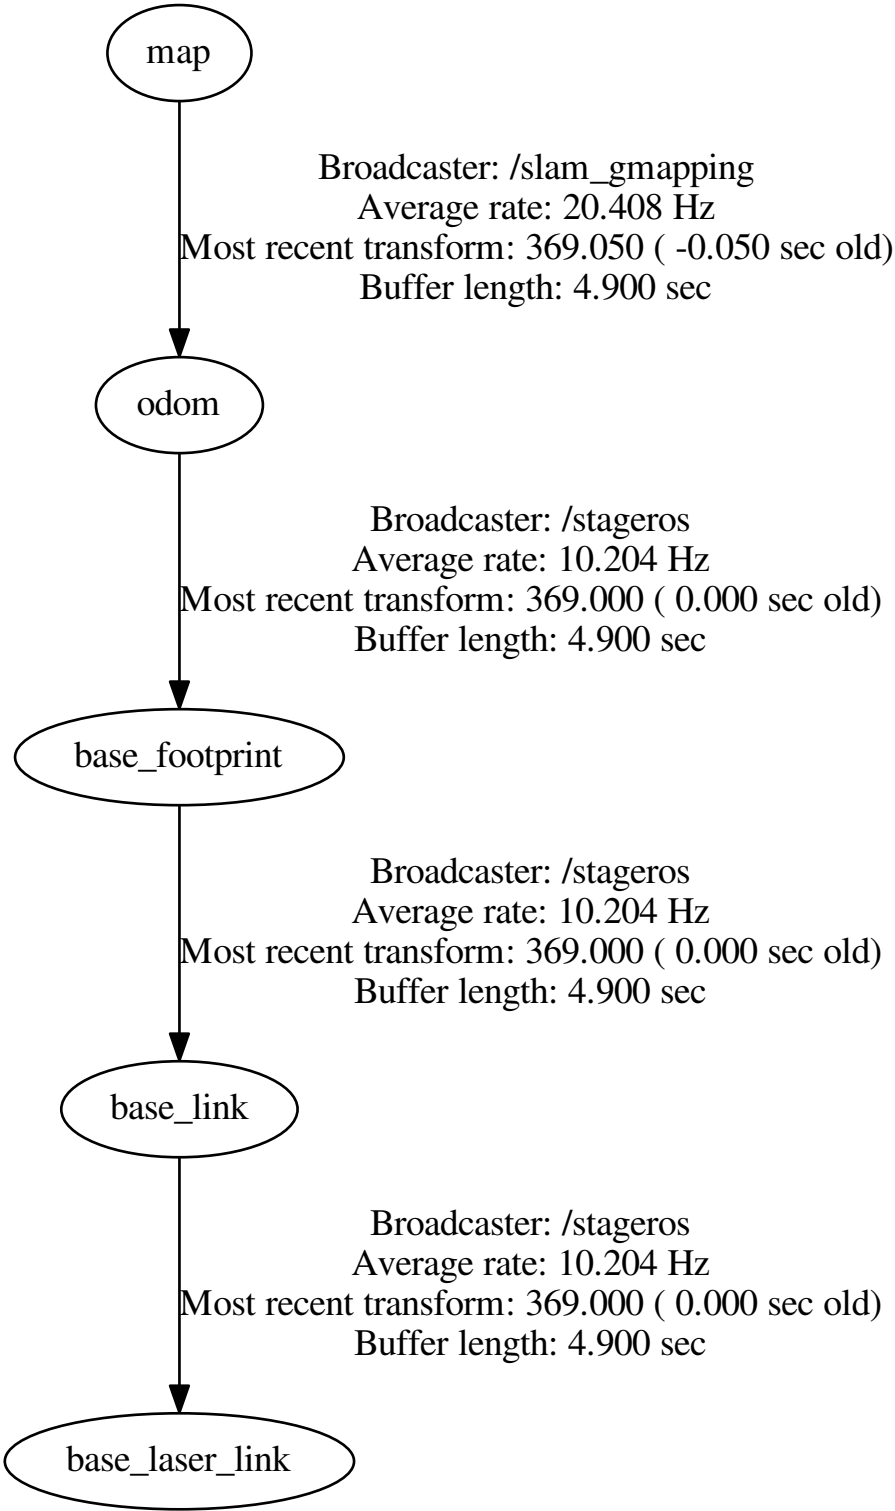 map
Broadcaster: /slam_gmapping
Average rate: 20.408 Hz
Most recent transform: 369.050 ( -0.050 sec old)
Buffer length: 4.900 sec
odom
Broadcaster: /stageros
Average rate: 10.204 Hz
Most recent transform: 369.000 ( 0.000 sec old)
Buffer length: 4.900 sec
base_footprint
Broadcaster: /stageros
Average rate: 10.204 Hz
Most recent transform: 369.000 ( 0.000 sec old)
Buffer length: 4.900 sec
base_link
Broadcaster: /stageros
Average rate: 10.204 Hz
Most recent transform: 369.000 ( 0.000 sec old)
Buffer length: 4.900 sec
base_laser_link